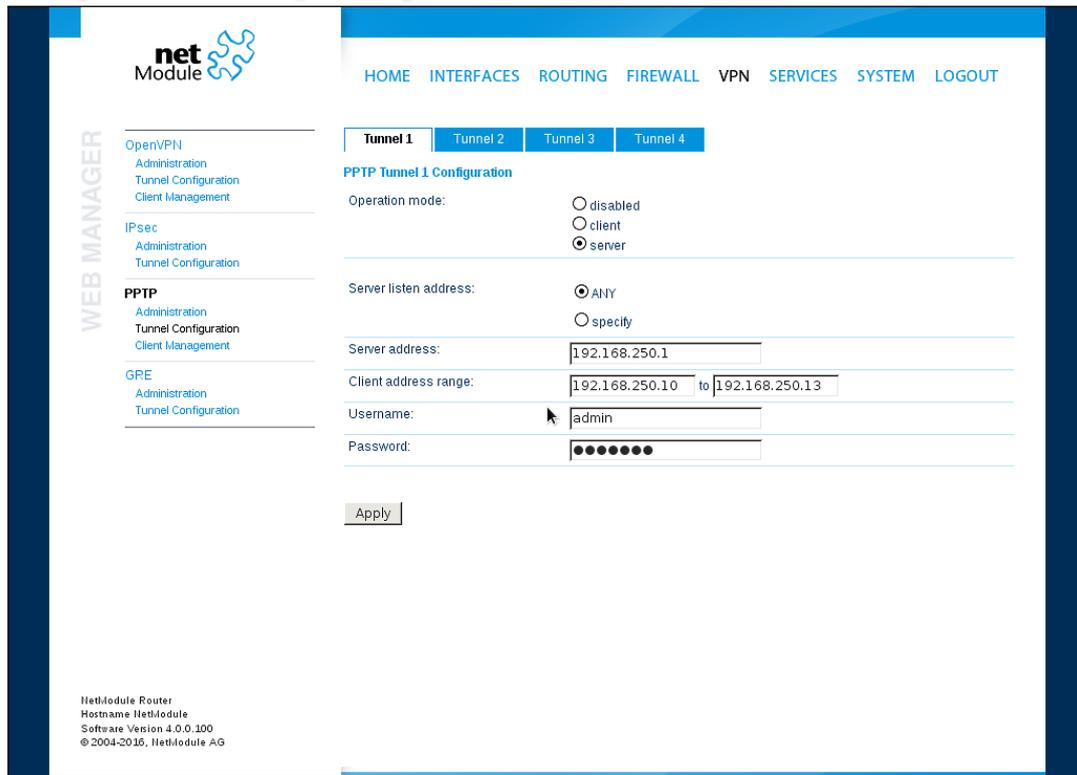 net
Module
HOME INTERFACES ROUTING FIREWALL VPN SERVICES SYSTEM LOGOUT
WEB MANAGER
OpenVPN
Administration
Tunnel Configuration
Client Management
IPsec
Administration
Tunnel Configuration
PPTP
Administration
Tunnel Configuration
Client Management
GRE
Administration
Tunnel Configuration
Tunnel 1 Tunnel 2 Tunnel 3 Tunnel 4
PPTP Tunnel 1 Configuration
Operation mode:
disabled
client
server
Server listen address:
ANY
specify
Server address: 192.168.250.1
Client address range: 192.168.250.10 to 192.168.250.13
Username: admin
Password: ●●●●●●●
Apply
NetModule Router
Hostname NetModule
Software Version 4.0.0.100
© 2004-2016, NetModule AG